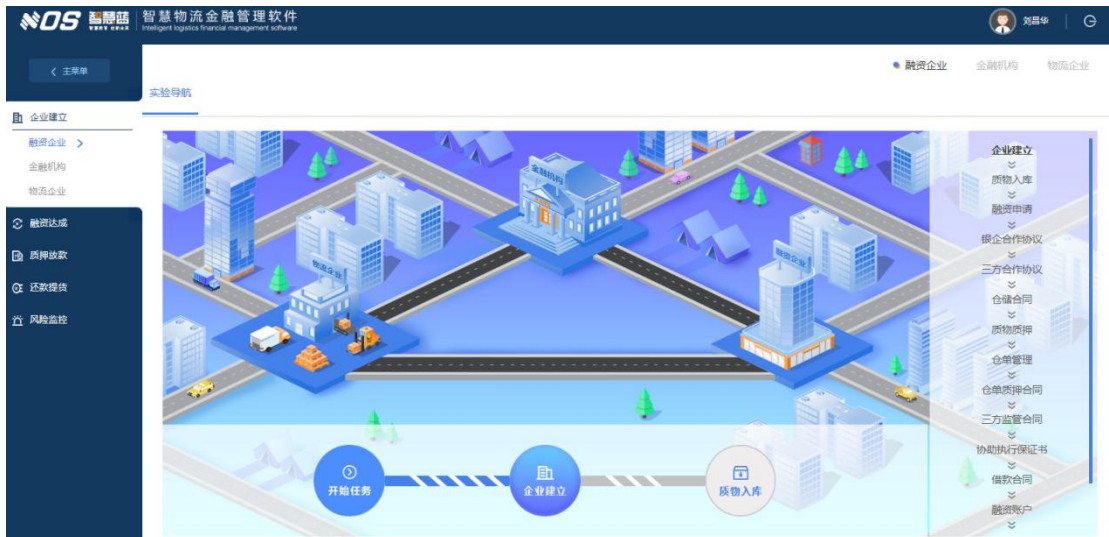 NOS 智慧蓝 智慧物流金融管理软件
Intelligent logistics financial management software
刘昌华
主菜单
融资企业 金融机构 物流企业
实验导航
企业建立
融资企业
金融机构
物流企业
融资达成
质押放款
还款提货
风险监控
金融机构
物流企业
融资企业
开始任务
企业建立
质物入库
企业建立
质物入库
融资申请
银企合作协议
三方合作协议
仓储合同
质物质押
仓单管理
仓单质押合同
三方监管合同
协助执行保证书
借款合同
融资账户